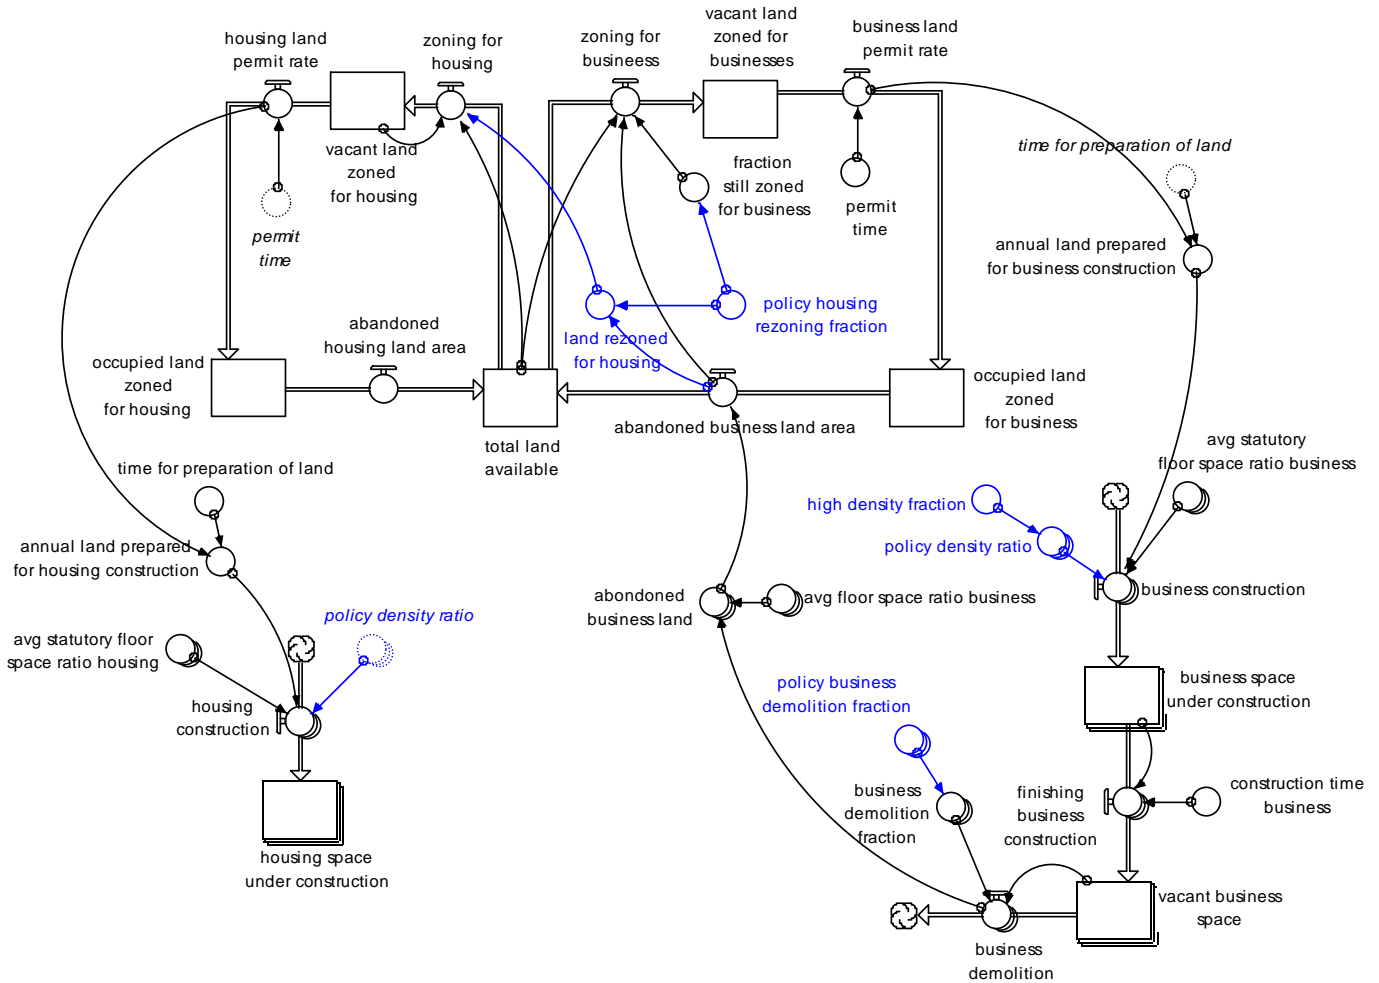 housing land
permit rate
zoning for
housing
zoning for
busineess
vacant land
zoned for
businesses
business land
permit rate
vacant land
zoned
for housing
permit
time
fraction
still zoned
for business
permit
time
time for preparation of land
annual land prepared
for business construction
policy housing
rezoning fraction
land rezoned
for housing
abandoned
housing land area
occupied land
zoned
for housing
total land
available
abandoned business land area
occupied land
zoned
for business
time for preparation of land
annual land prepared
for housing construction
avg statutory
floor space ratio business
high density fraction
policy density ratio
business construction
abondoned
business land
avg floor space ratio business
policy density ratio
avg statutory floor
space ratio housing
housing
construction
housing space
under construction
policy business
demolition fraction
business space
under construction
business
demolition
fraction
finishing
business
construction
construction time
business
vacant business
space
business
demolition